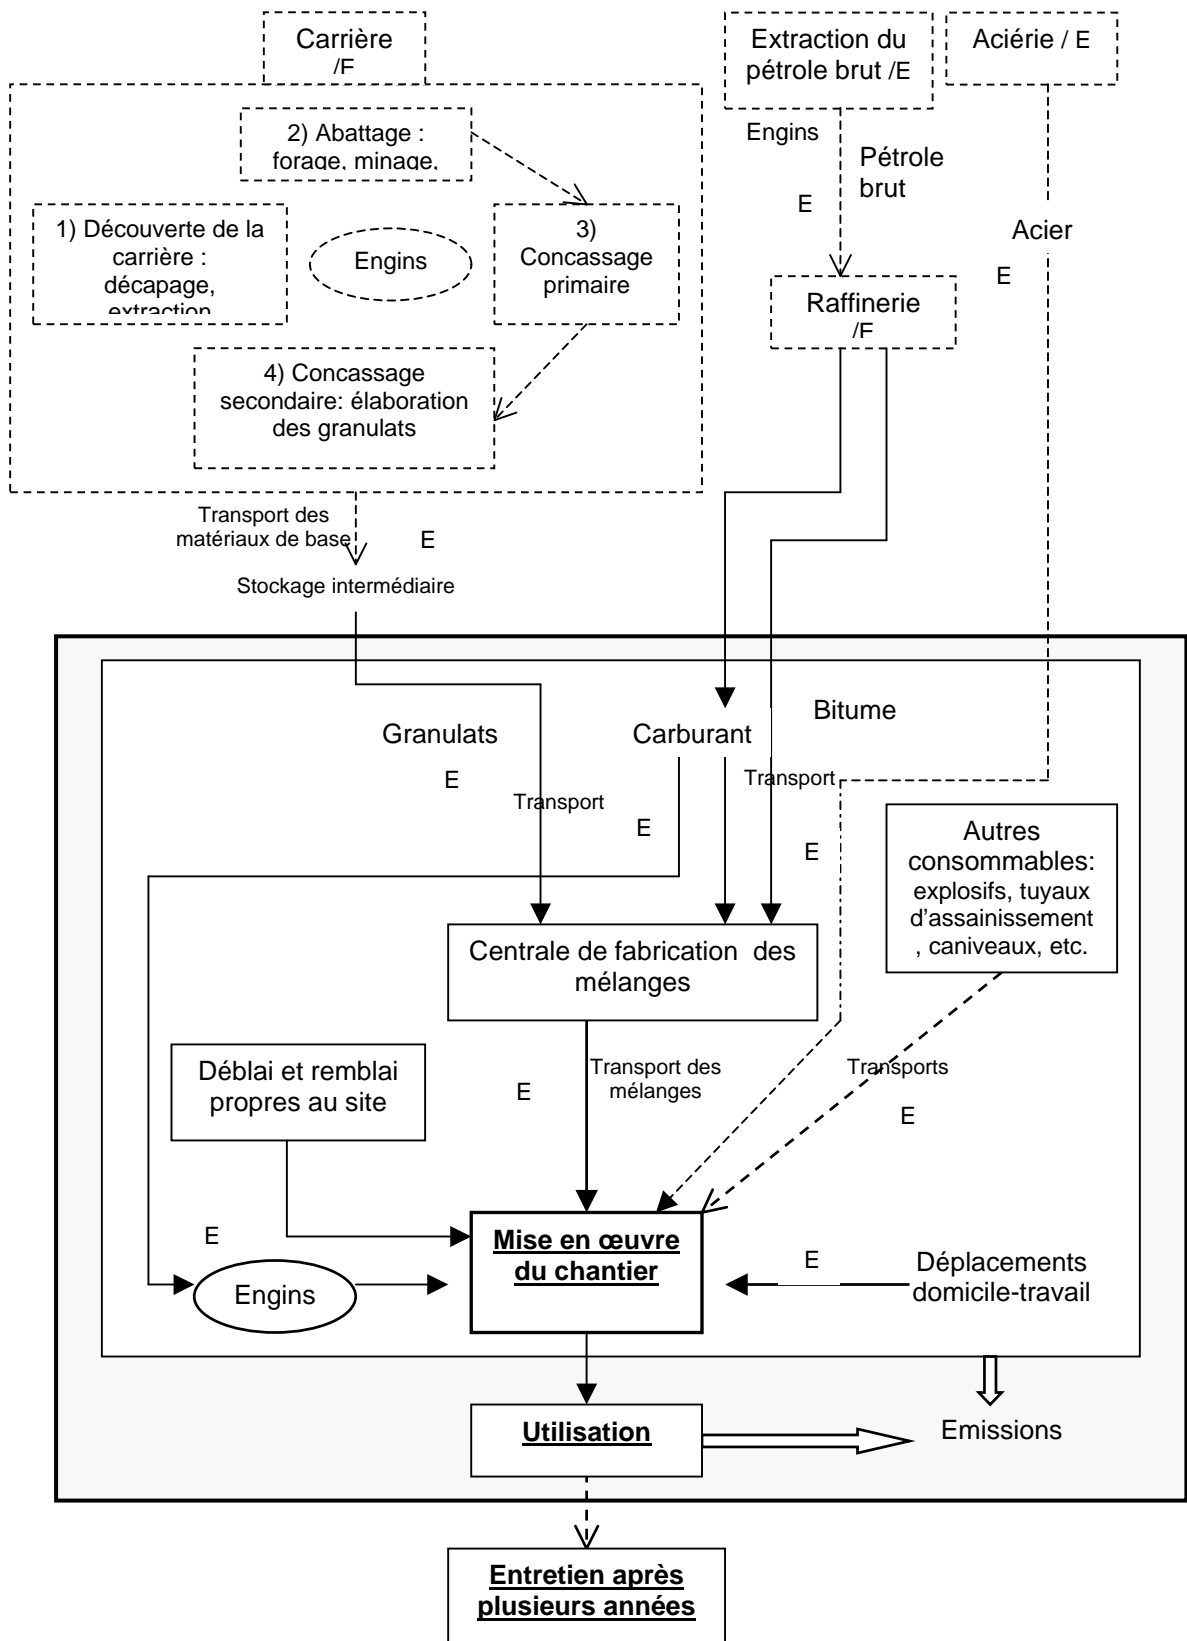 Carrière
/F
Extraction du
pétrole brut /E
Aciérie / E
2) Abattage :
forage, minage,
Engins
Pétrole
brut
E
1) Découverte de la
carrière :
décapage,
extraction
Engins
3)
Concassage
primaire
Acier
E
Raffinerie
/F
4) Concassage
secondaire: élaboration
des granulats
Transport des
matériaux de base
E
Stockage intermédiaire
Granulats
Carburant
Bitume
E
Transport
Transport
E
E
Autres
consommables:
explosifs, tuyaux
d'assainissement
, caniveaux, etc.
Centrale de fabrication des
mélanges
Déblai et remblai
propres au site
E
Transport des
mélanges
Transports
E
E
Engins
Mise en œuvre
du chantier
E
Déplacements
domicile-travail
Utilisation
Emissions
Entretien après
plusieurs années